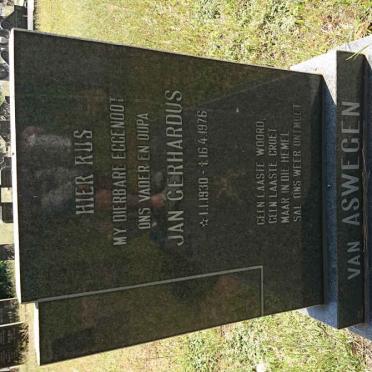 HIER RUS
MY DIERBARE EGGENOOT
ONS VADER EN OUPA
JAN GERHARDUS
*1.1.1930 - †.16.4.1976
GEEN LAASTE WOORD,
GEEN LAASTE GROET
MAAR IN DIE HEMEL
SAL ONS WEER ONTMOET
VAN ASWEGEN